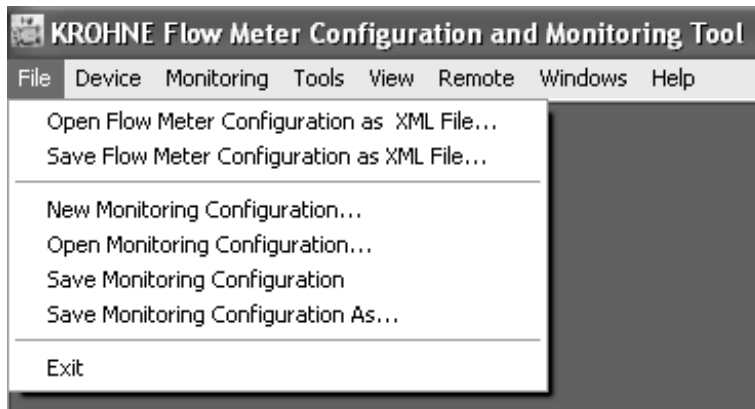 KROHNE Flow Meter Configuration and Monitoring Tool
File Device Monitoring Tools View Remote Windows Help
Open Flow Meter Configuration as XML File...
Save Flow Meter Configuration as XML File...
New Monitoring Configuration...
Open Monitoring Configuration...
Save Monitoring Configuration
Save Monitoring Configuration As...
Exit